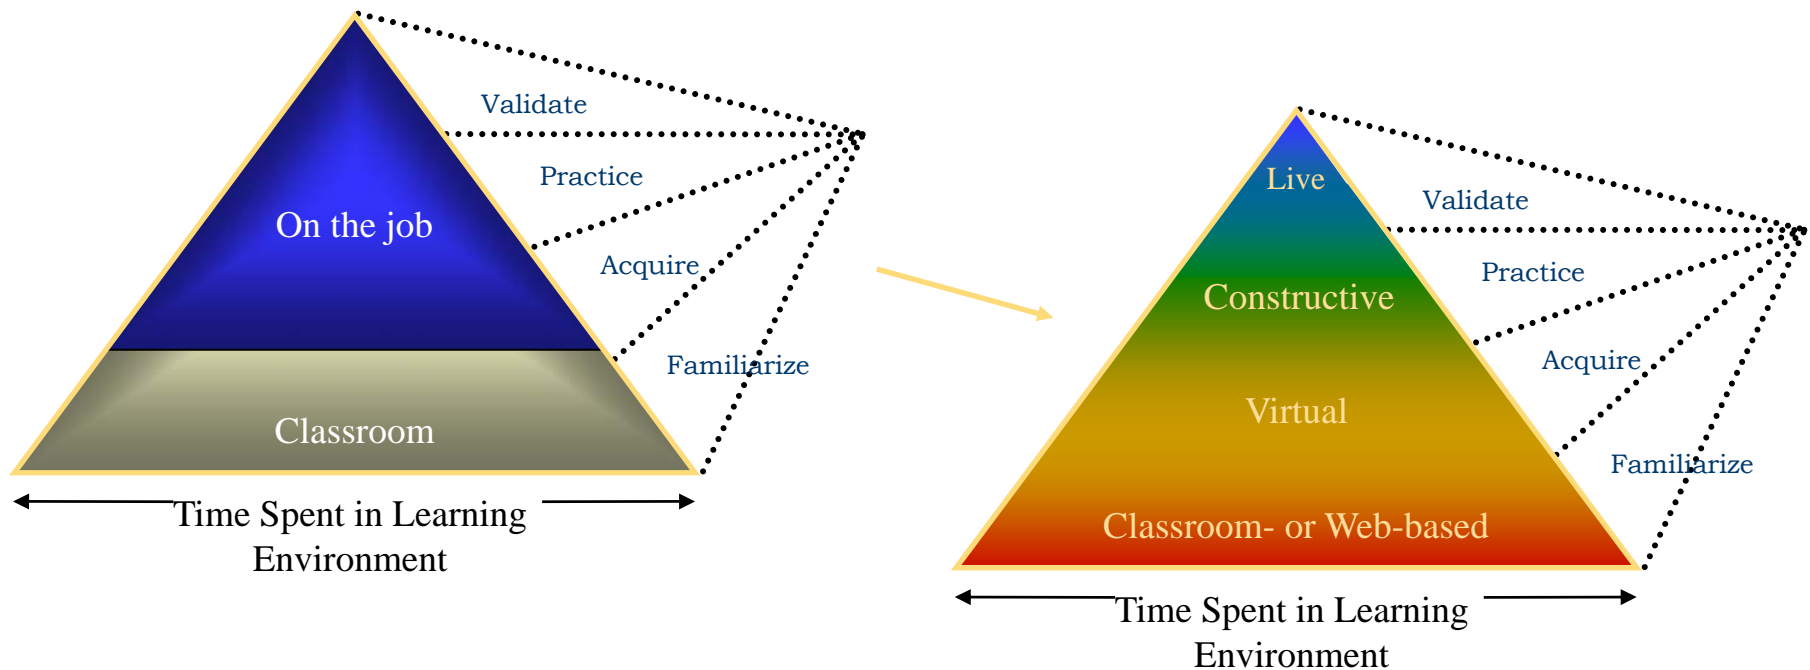 Validate
Practice
On the job
Acquire
Familiarize
Classroom
Time Spent in Learning
Environment
Live
Validate
Practice
Constructive
Acquire
Virtual
Familiarize
Classroom- or Web-based
Time Spent in Learning
Environment